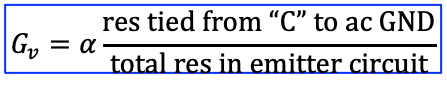 G_v = α res tied from “C” to ac GND / total res in emitter circuit